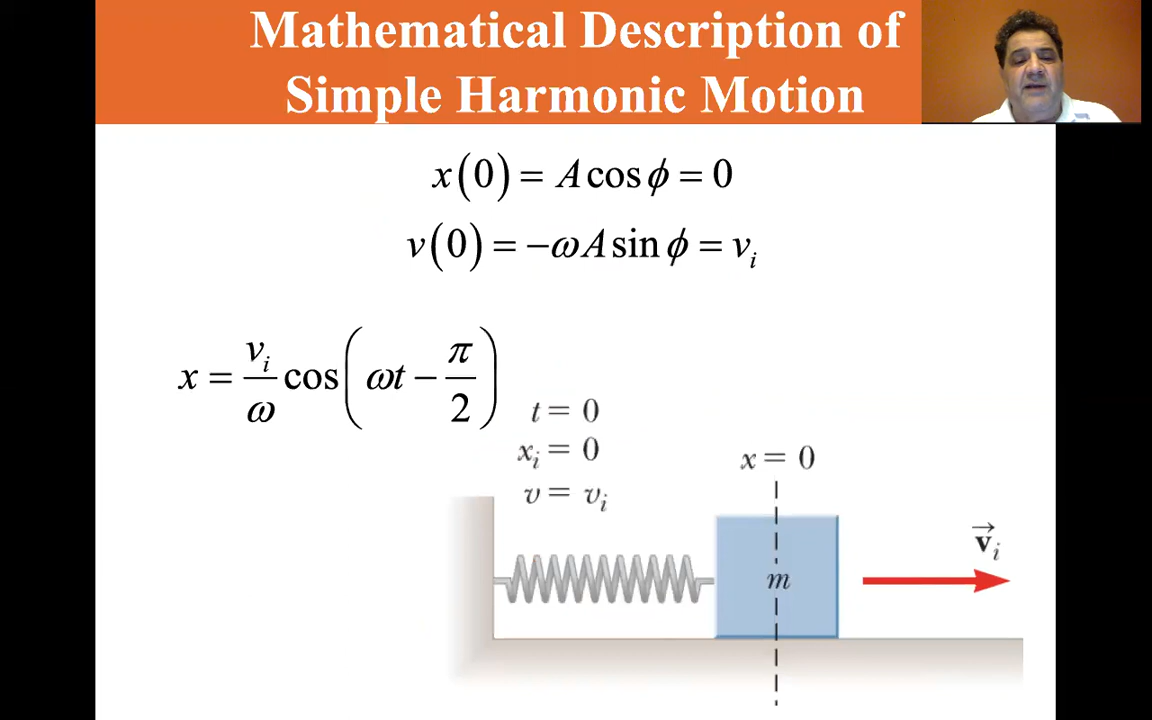 Mathematical Description of
Simple Harmonic Motion
x(0) = A cos ϕ = 0
v(0) = −ωA sin ϕ = vᵢ
x = vᵢ/ω cos(ωt − π/2)
t = 0
xᵢ = 0
v = vᵢ
x = 0
v⃗ᵢ
m